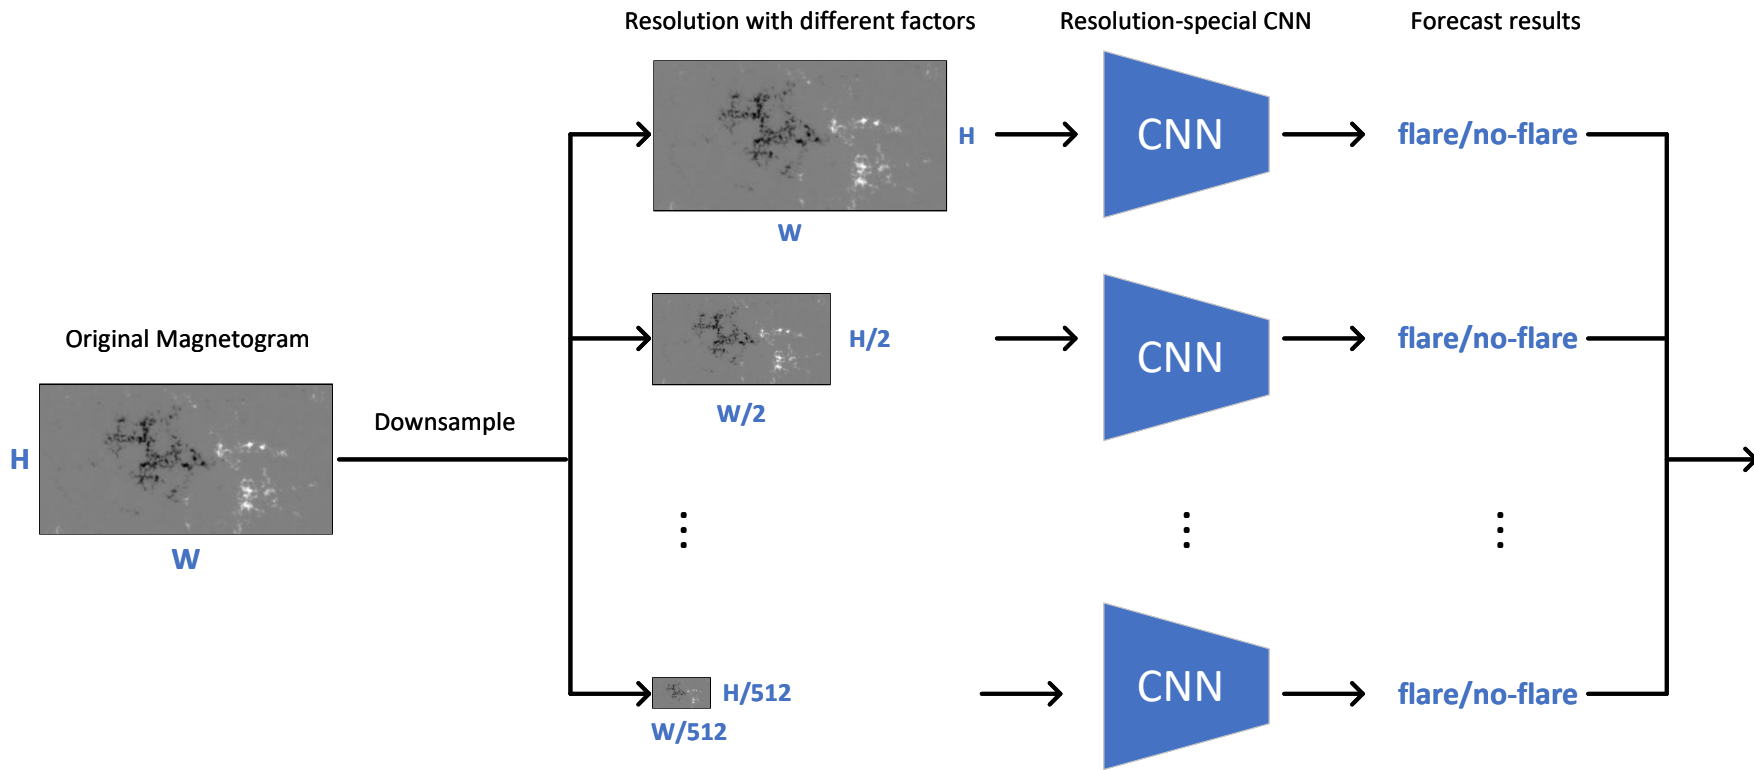 Resolution with different factors
Resolution-special CNN
Forecast results
H
CNN
flare/no-flare
W
Original Magnetogram
H/2
CNN
flare/no-flare
W/2
Downsample
H
W
⋮ ⋮ ⋮
H/512
CNN
flare/no-flare
W/512